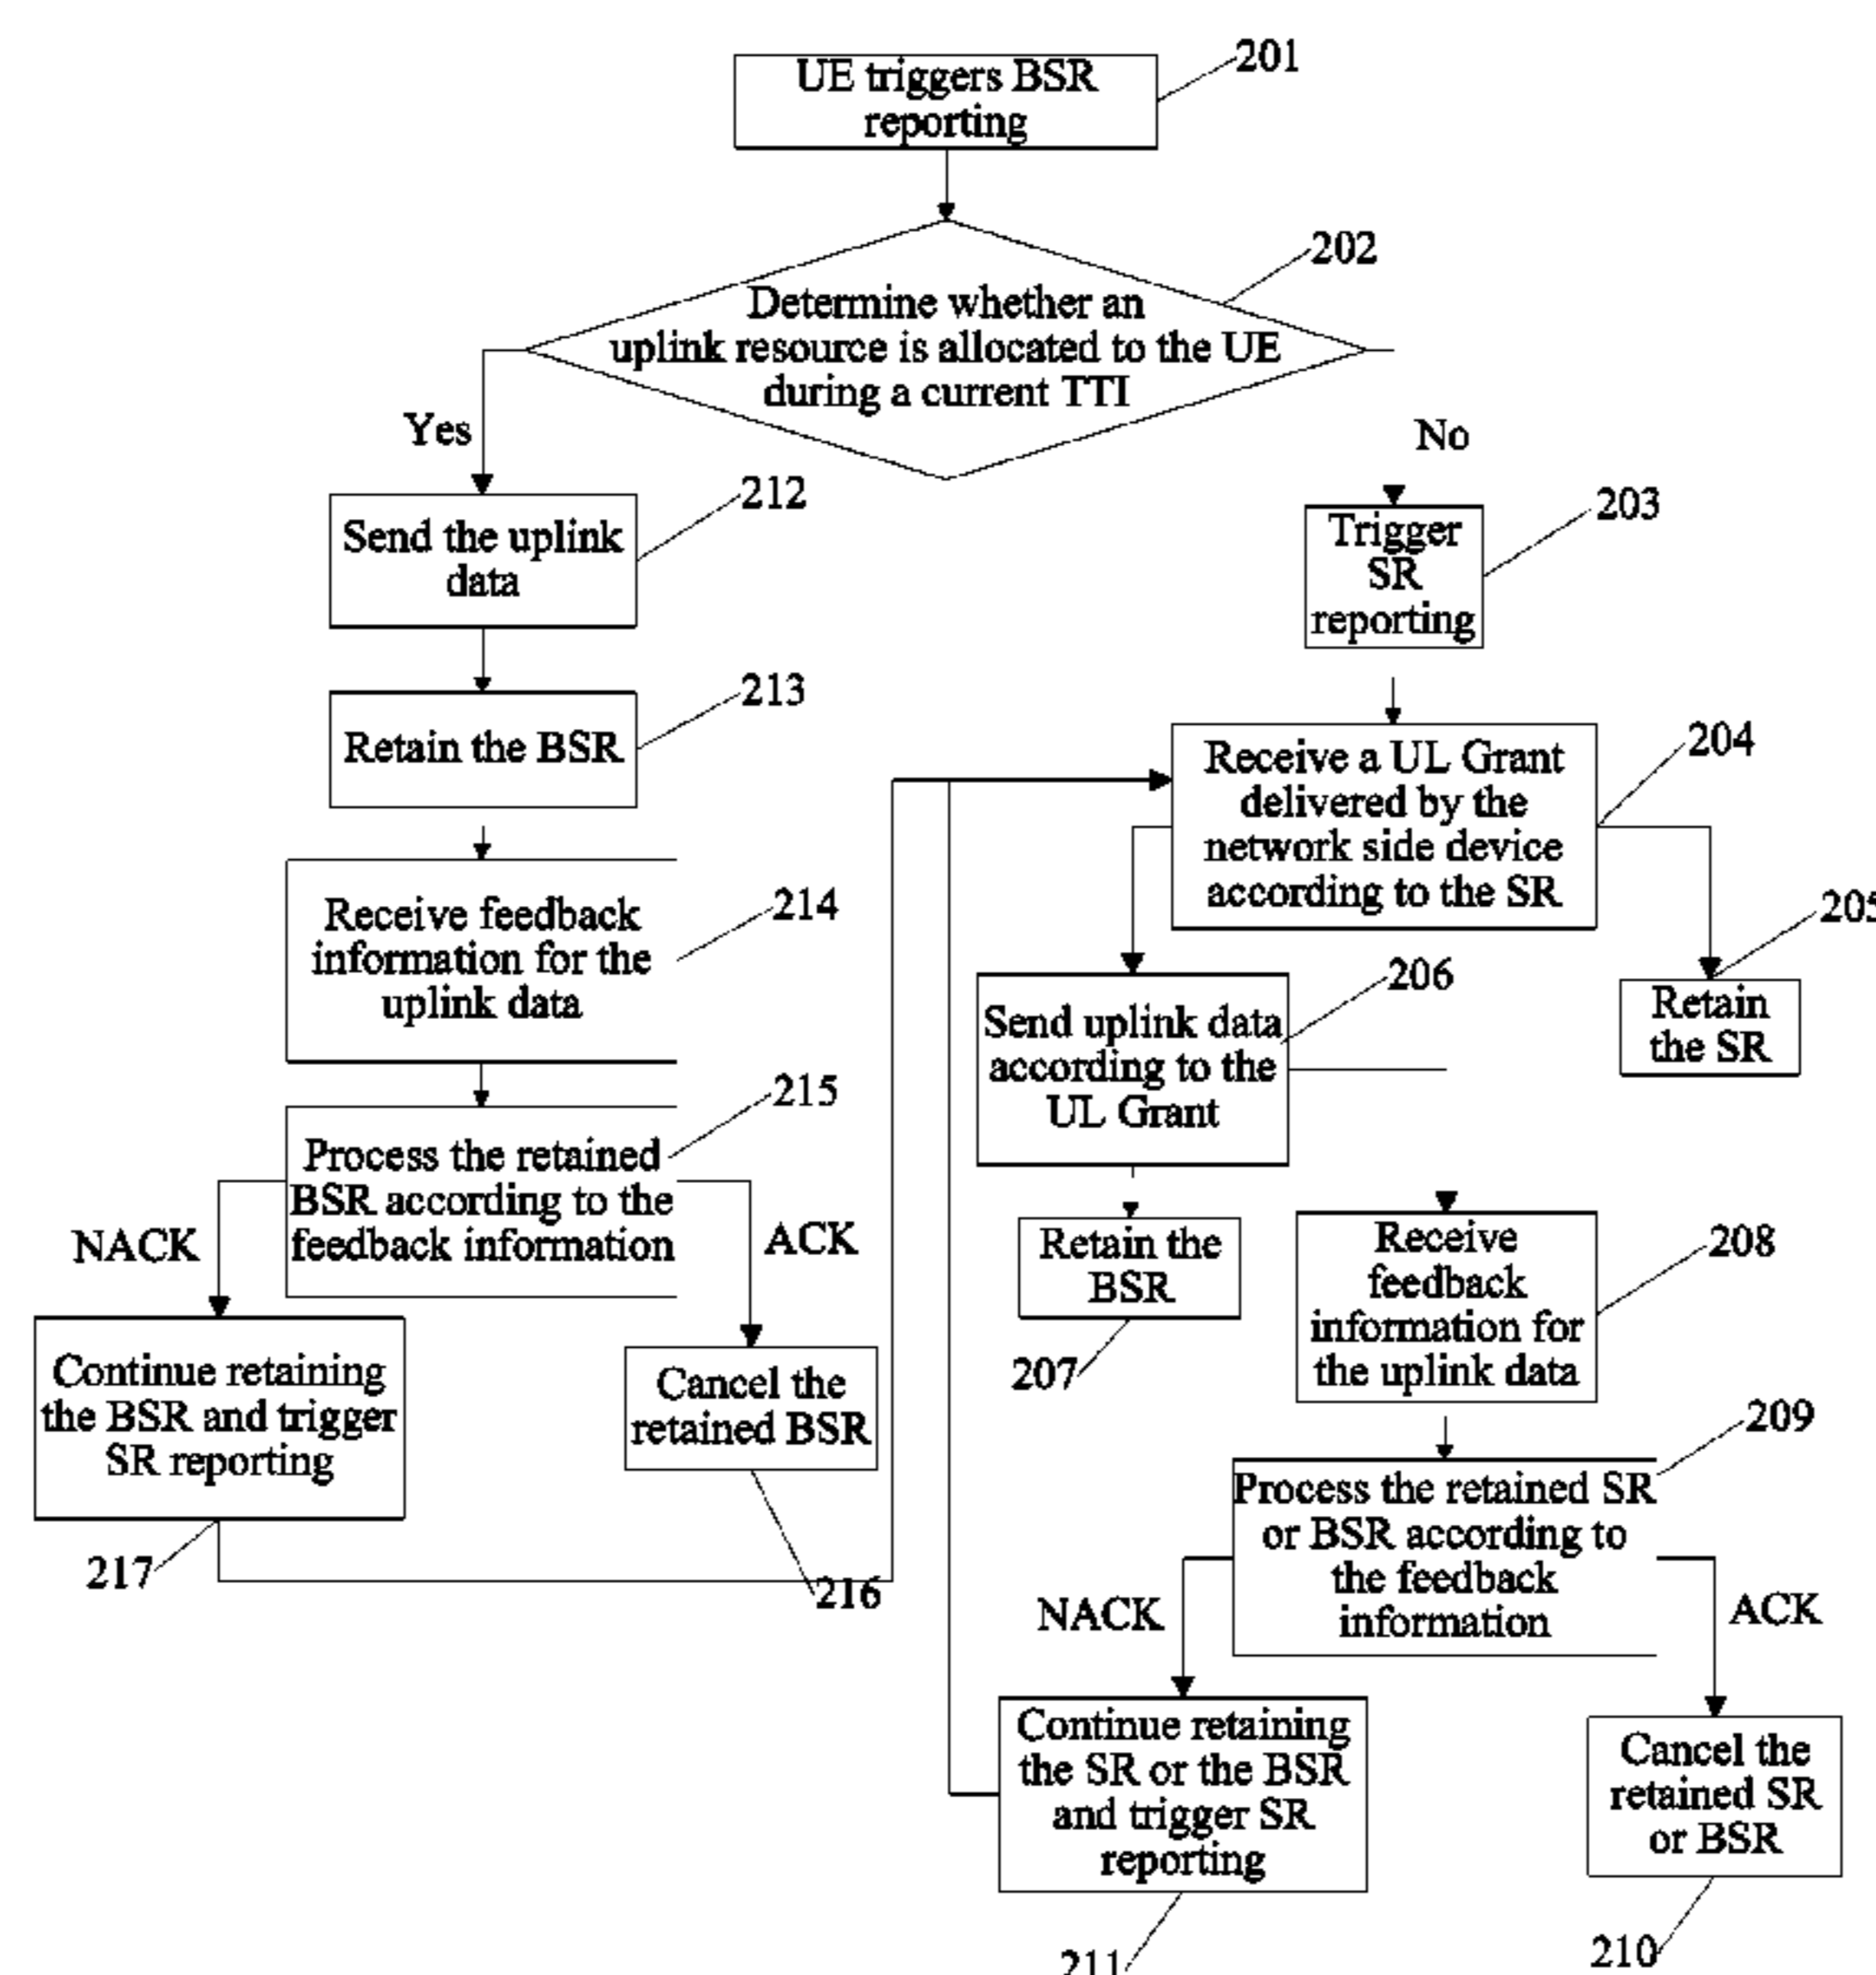 UE triggers BSR
reporting
201
Determine whether an
uplink resource is allocated to the UE
during a current TTI
202
Yes
No
Send the uplink
data
212
Trigger
SR
reporting
203
Retain the BSR
213
Receive a UL Grant
delivered by the
network side device
according to the SR
204
Receive feedback
information for the
uplink data
214
Retain
the SR
205
Send uplink data
according to the
UL Grant
206
Process the retained
BSR according to the
feedback information
215
NACK
ACK
Retain the
BSR
207
Receive
feedback
information for
the uplink data
208
Continue retaining
the BSR and trigger
SR reporting
217
Cancel the
retained BSR
216
Process the retained SR
or BSR according to
the feedback
information
209
NACK
ACK
Continue retaining
the SR or the BSR
and trigger SR
reporting
211
Cancel the
retained SR
or BSR
210